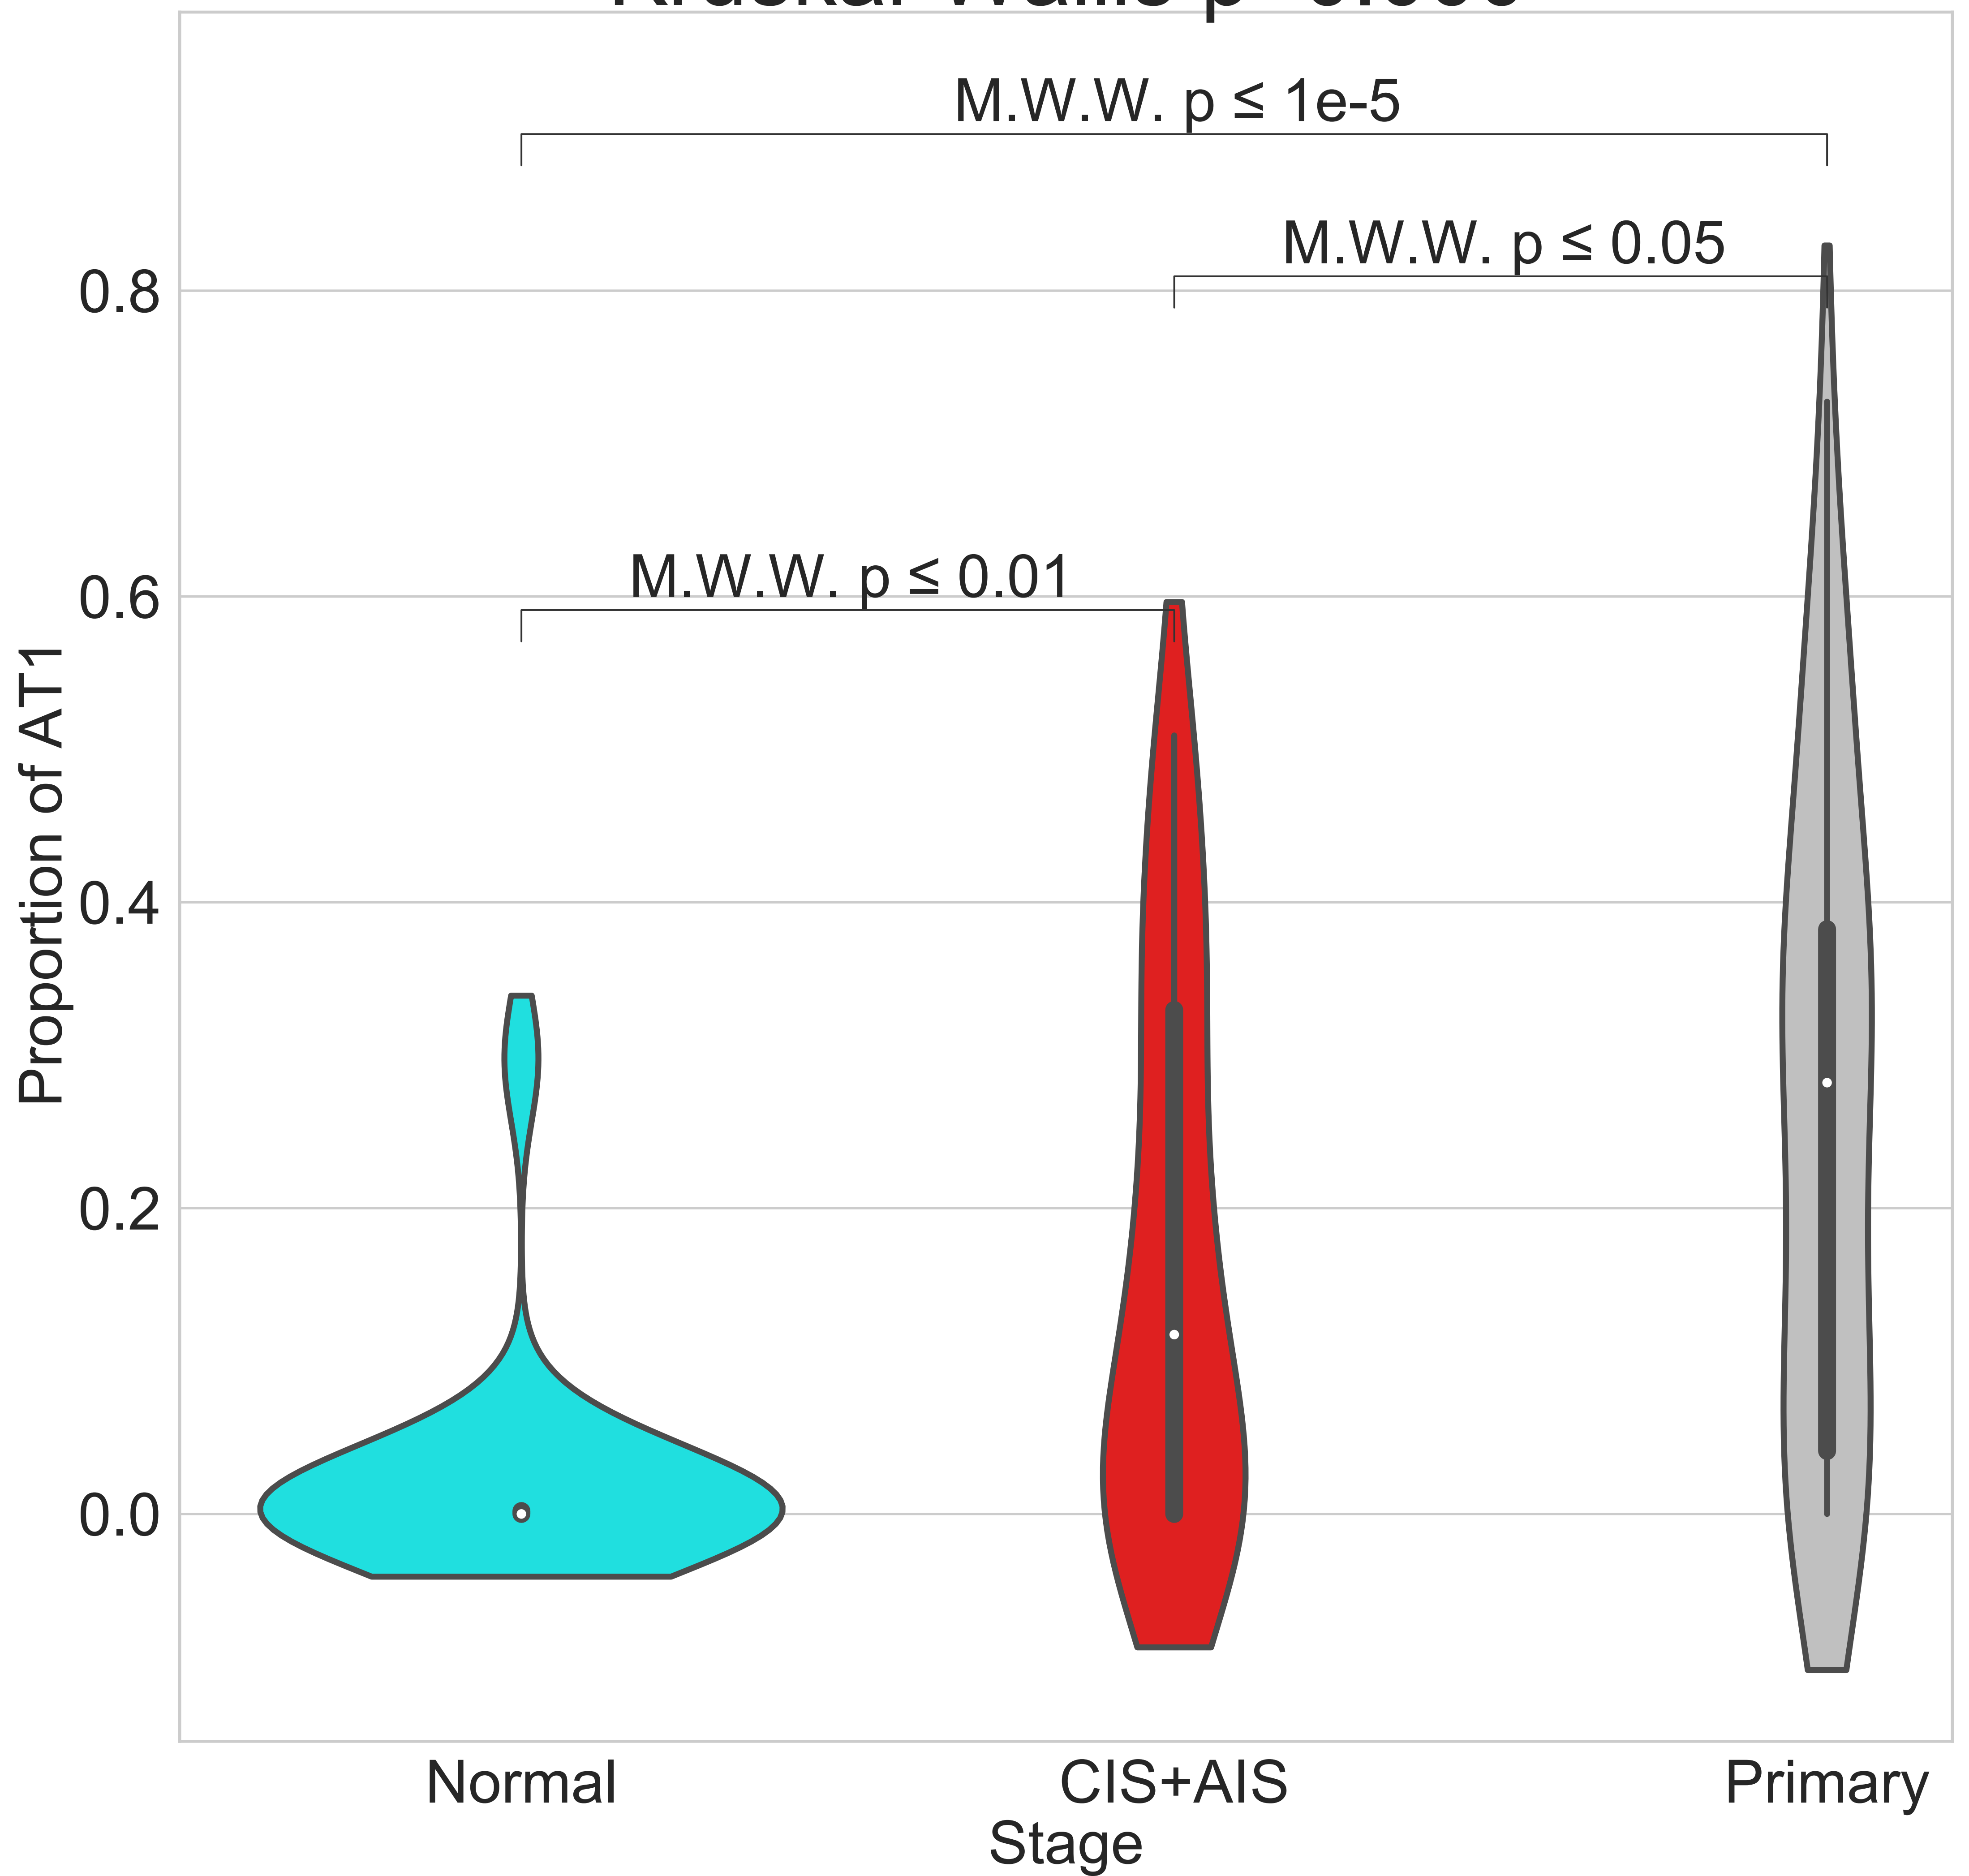 M.W.W. p ≤ 1e-5
M.W.W. p ≤ 0.05
M.W.W. p ≤ 0.01
0.8
0.6
0.4
0.2
0.0
Proportion of AT1
Normal
CIS+AIS
Primary
Stage